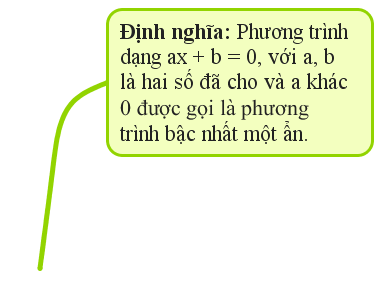 Định nghĩa: Phương trình
dạng ax + b = 0, với a, b
là hai số đã cho và a khác
0 được gọi là phương
trình bậc nhất một ẩn.